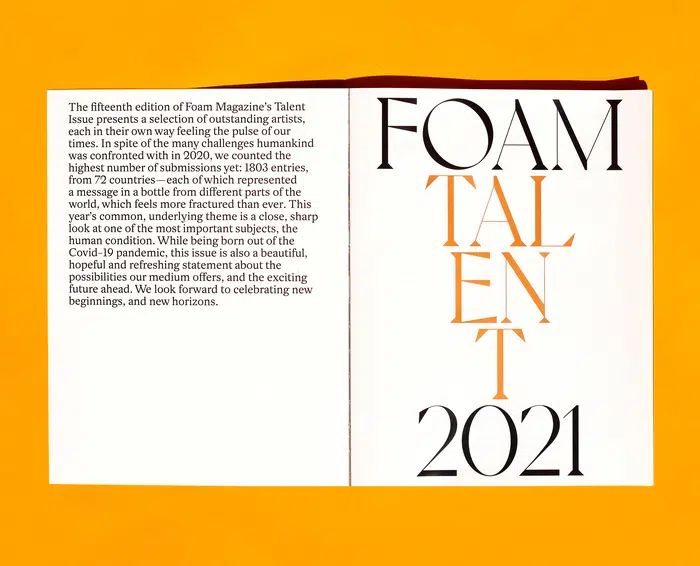 The fifteenth edition of Foam Magazine's Talent
Issue presents a selection of outstanding artists,
each in their own way feeling the pulse of our
times. In spite of the many challenges humankind
was confronted with in 2020, we counted the
highest number of submissions yet: 1803 entries,
from 72 countries—each of which represented
a message in a bottle from different parts of the
world, which feels more fractured than ever. This
year's common, underlying theme is a close, sharp
look at one of the most important subjects, the
human condition. While being born out of the
Covid-19 pandemic, this issue is also a beautiful,
hopeful and refreshing statement about the
possibilities our medium offers, and the exciting
future ahead. We look forward to celebrating new
beginnings, and new horizons.
FOAM
TAL
EN
T
2021